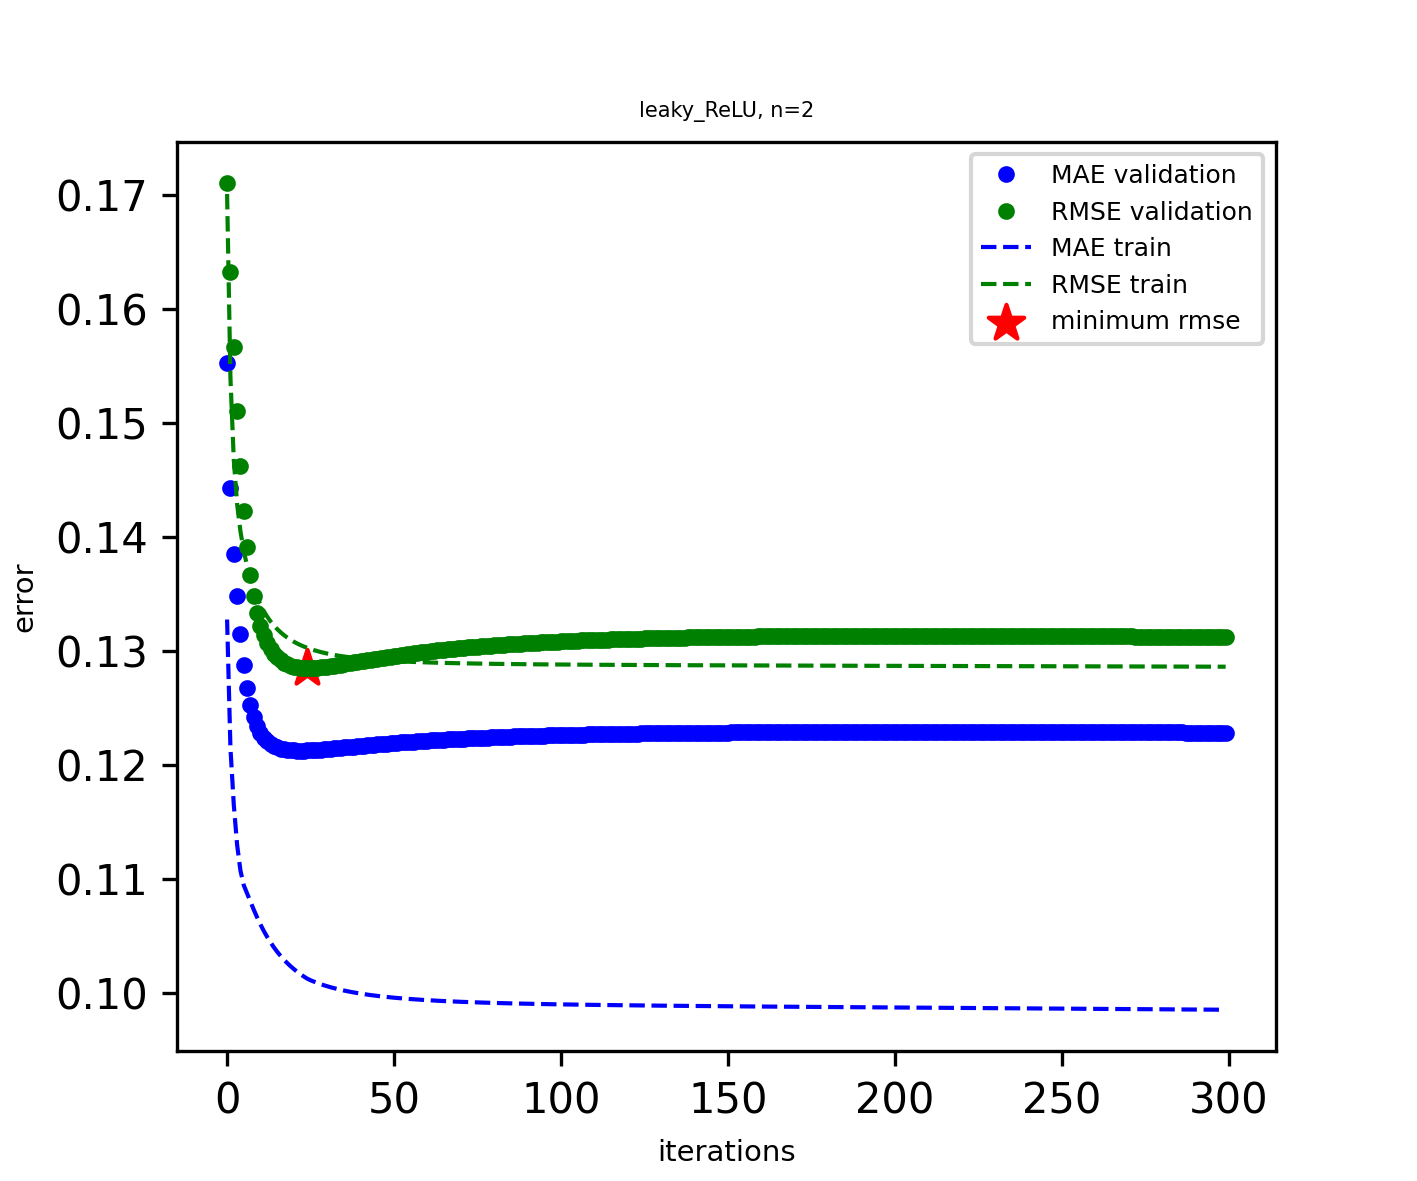 leaky_ReLU, n=2
MAE validation
RMSE validation
MAE train
RMSE train
minimum rmse
error
0.17
0.16
0.15
0.14
0.13
0.12
0.11
0.10
0 50 100 150 200 250 300
iterations